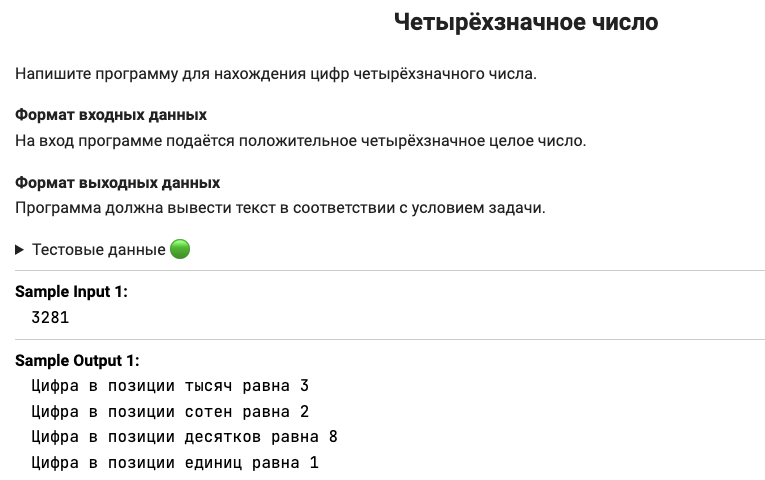 Четырёхзначное число
Напишите программу для нахождения цифр четырёхзначного числа.
Формат входных данных
На вход программе подаётся положительное четырёхзначное целое число.
Формат выходных данных
Программа должна вывести текст в соответствии с условием задачи.
Тестовые данные
Sample Input 1:
3281
Sample Output 1:
Цифра в позиции тысяч равна 3
Цифра в позиции сотен равна 2
Цифра в позиции десятков равна 8
Цифра в позиции единиц равна 1